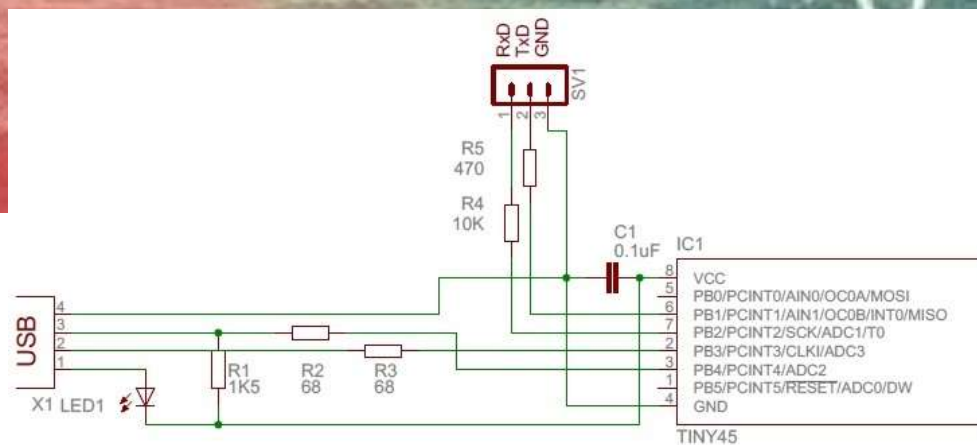 RxD
TxD
GND
SV1
1
2
3
R5
470
R4
10K
C1
0.1uF
IC1
8 VCC
5 PB0/PCINT0/AIN0/OC0A/MOSI
6 PB1/PCINT1/AIN1/OC0B/INT0/MISO
7 PB2/PCINT2/SCK/ADC1/T0
2 PB3/PCINT3/CLKI/ADC3
3 PB4/PCINT4/ADC2
1 PB5/PCINT5/RESET/ADC0/DW
4 GND
TINY45
USB
4
3
2
1
X1
LED1
R1
1K5
R2
68
R3
68